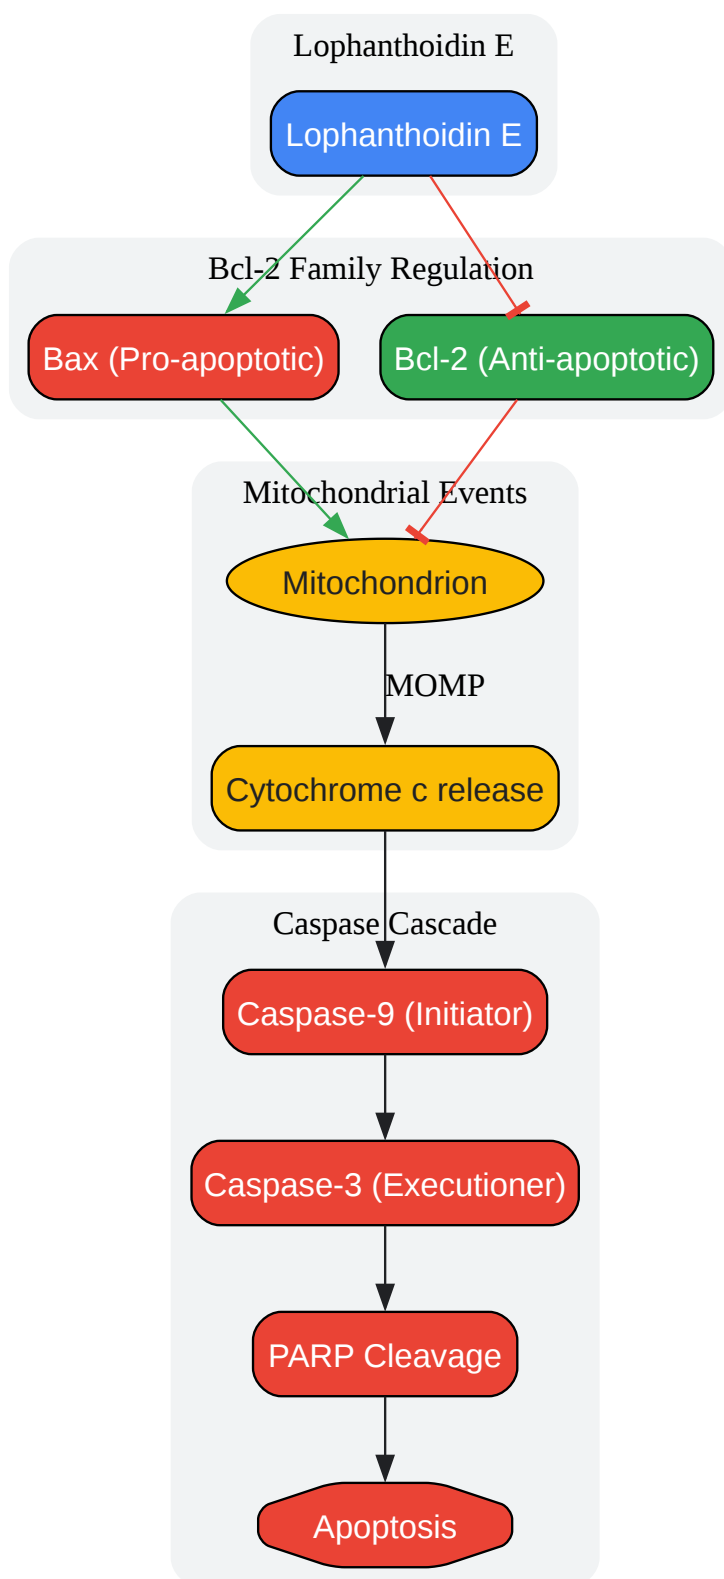 Lophanthoidin E
Lophanthoidin E
Bcl-2 Family Regulation
Bax (Pro-apoptotic)
Bcl-2 (Anti-apoptotic)
Mitochondrial Events
Mitochondrion
MOMP
Cytochrome c release
Caspase Cascade
Caspase-9 (Initiator)
Caspase-3 (Executioner)
PARP Cleavage
Apoptosis